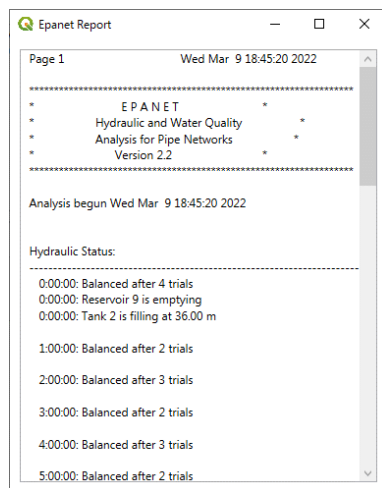 Epanet Report
Page 1 Wed Mar 9 18:45:20 2022
******************************************************************
* E P A N E T *
* Hydraulic and Water Quality *
* Analysis for Pipe Networks *
* Version 2.2 *
******************************************************************
Analysis begun Wed Mar 9 18:45:20 2022
Hydraulic Status:
-----------------------------------------------------------------------
0:00:00: Balanced after 4 trials
0:00:00: Reservoir 9 is emptying
0:00:00: Tank 2 is filling at 36.00 m
1:00:00: Balanced after 2 trials
2:00:00: Balanced after 3 trials
3:00:00: Balanced after 2 trials
4:00:00: Balanced after 3 trials
5:00:00: Balanced after 2 trials